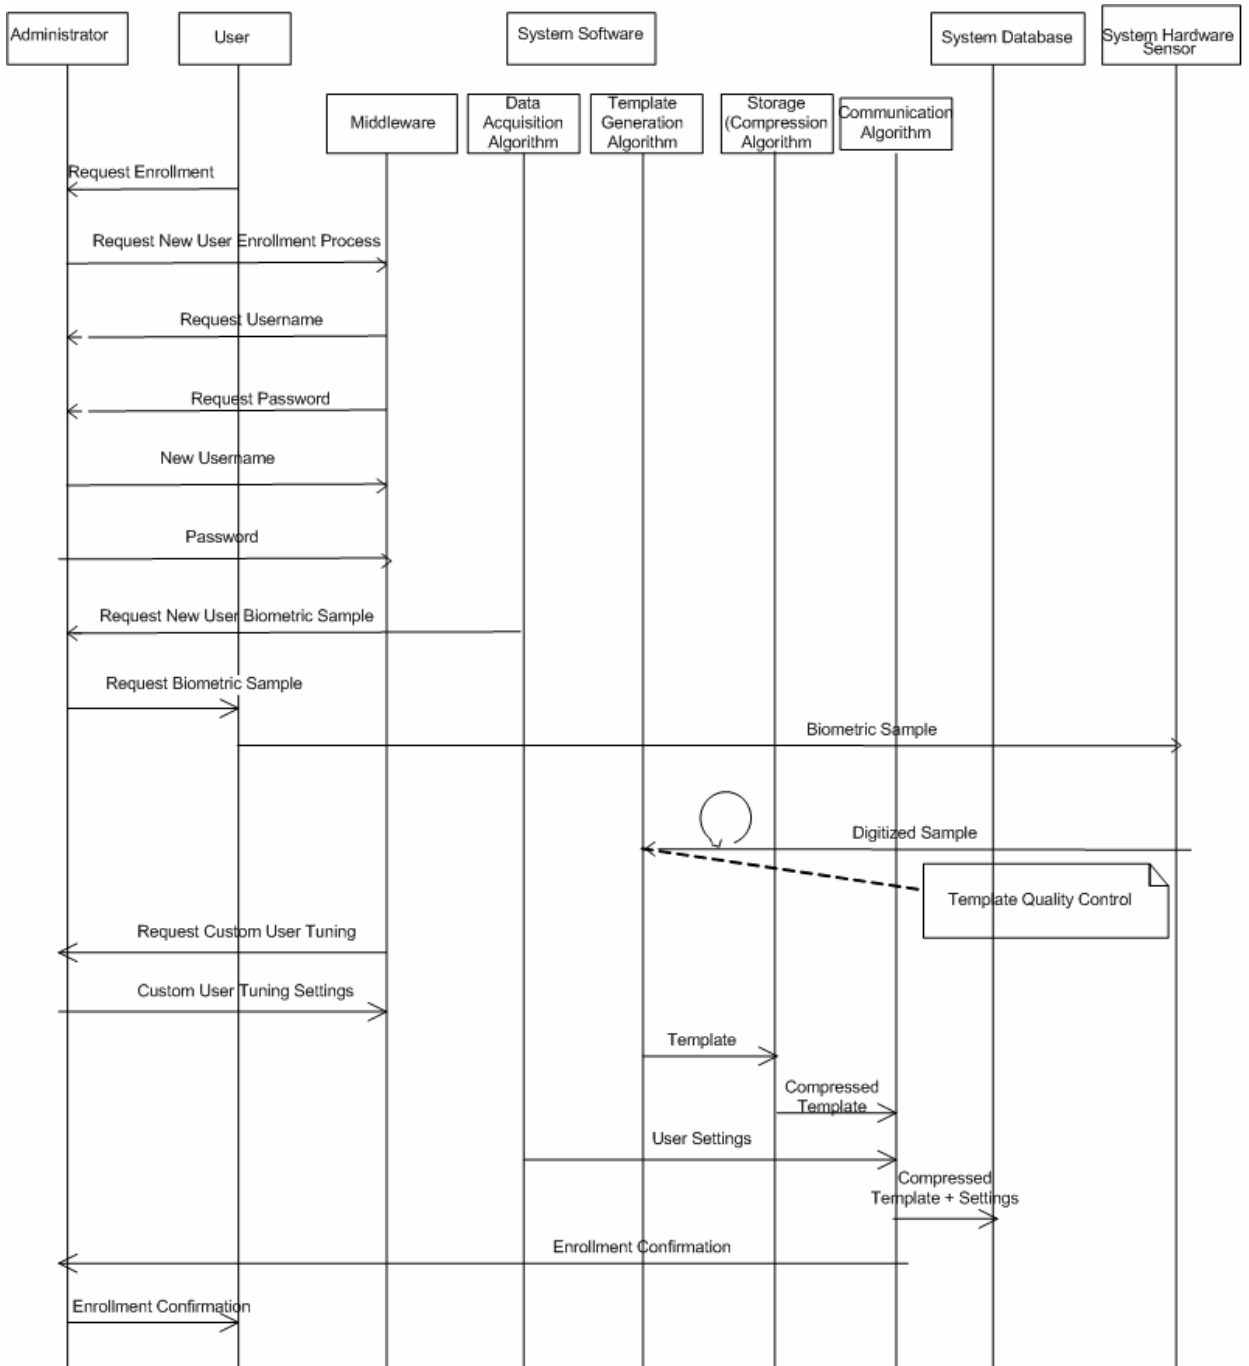 Administrator
User
System Software
System Database
System Hardware
Sensor
Middleware
Data
Acquisition
Algorithm
Template
Generation
Algorithm
Storage
(Compression
Algorithm
Communication
Algorithm
Request Enrollment
Request New User Enrollment Process
Request Username
Request Password
New Username
Password
Request New User Biometric Sample
Request Biometric Sample
Biometric Sample
Digitized Sample
Template Quality Control
Request Custom User Tuning
Custom User Tuning Settings
Template
Compressed
Template
User Settings
Compressed
Template + Settings
Enrollment Confirmation
Enrollment Confirmation